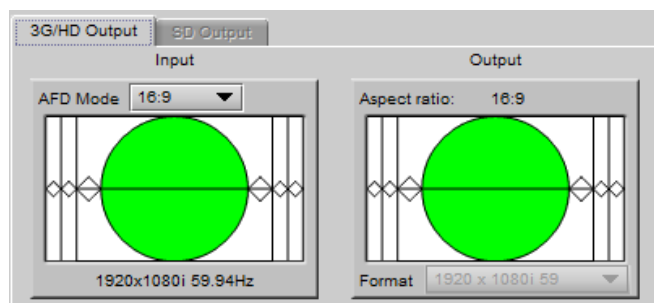 3G/HD Output
SD Output
Input
Output
AFD Mode 16:9
Aspect ratio: 16:9
1920x1080i 59.94Hz
Format 1920 x 1080i 59